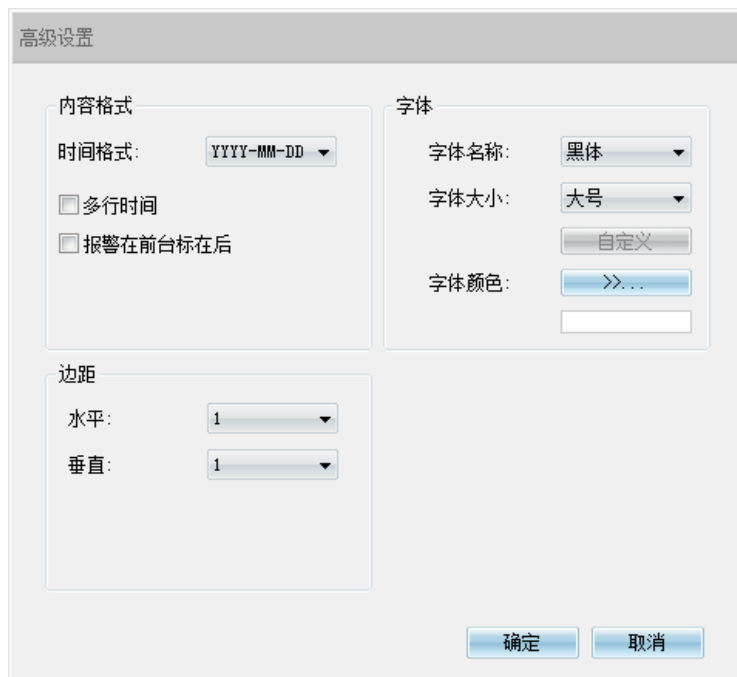 高级设置
内容格式
时间格式: YYYY-MM-DD
多行时间
报警在前台标在后
字体
字体名称: 黑体
字体大小: 大号
自定义
字体颜色: >>...
边距
水平: 1
垂直: 1
确定 取消